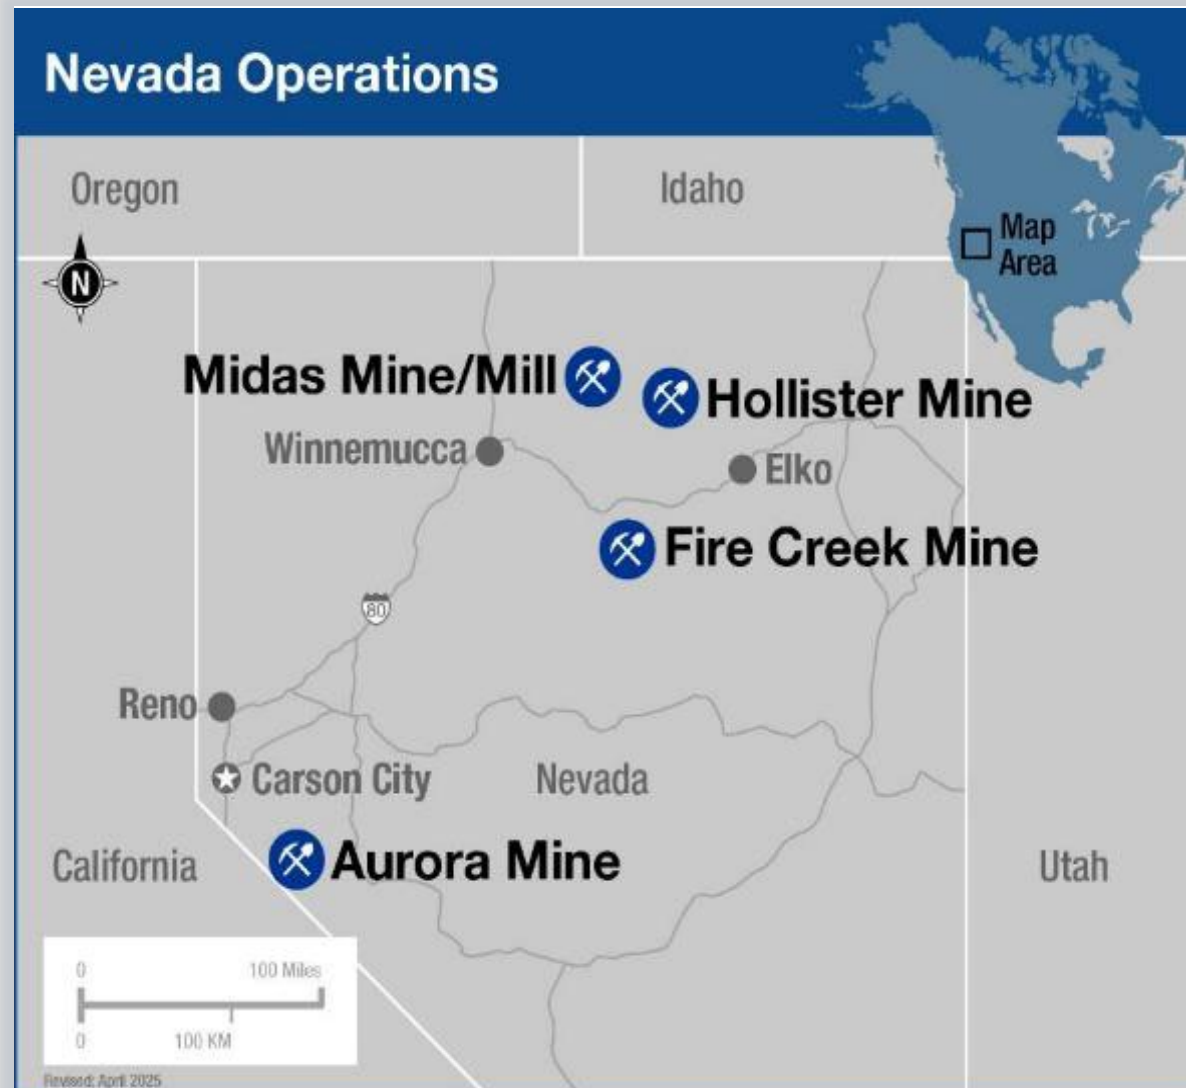 Nevada Operations
Oregon
Idaho
Map
Area
N
Midas Mine/Mill
Hollister Mine
Winnemucca
Elko
Fire Creek Mine
80
Reno
Carson City
Nevada
Aurora Mine
California
Utah
0
100 Miles
0
100 KM
Revised: April 2025